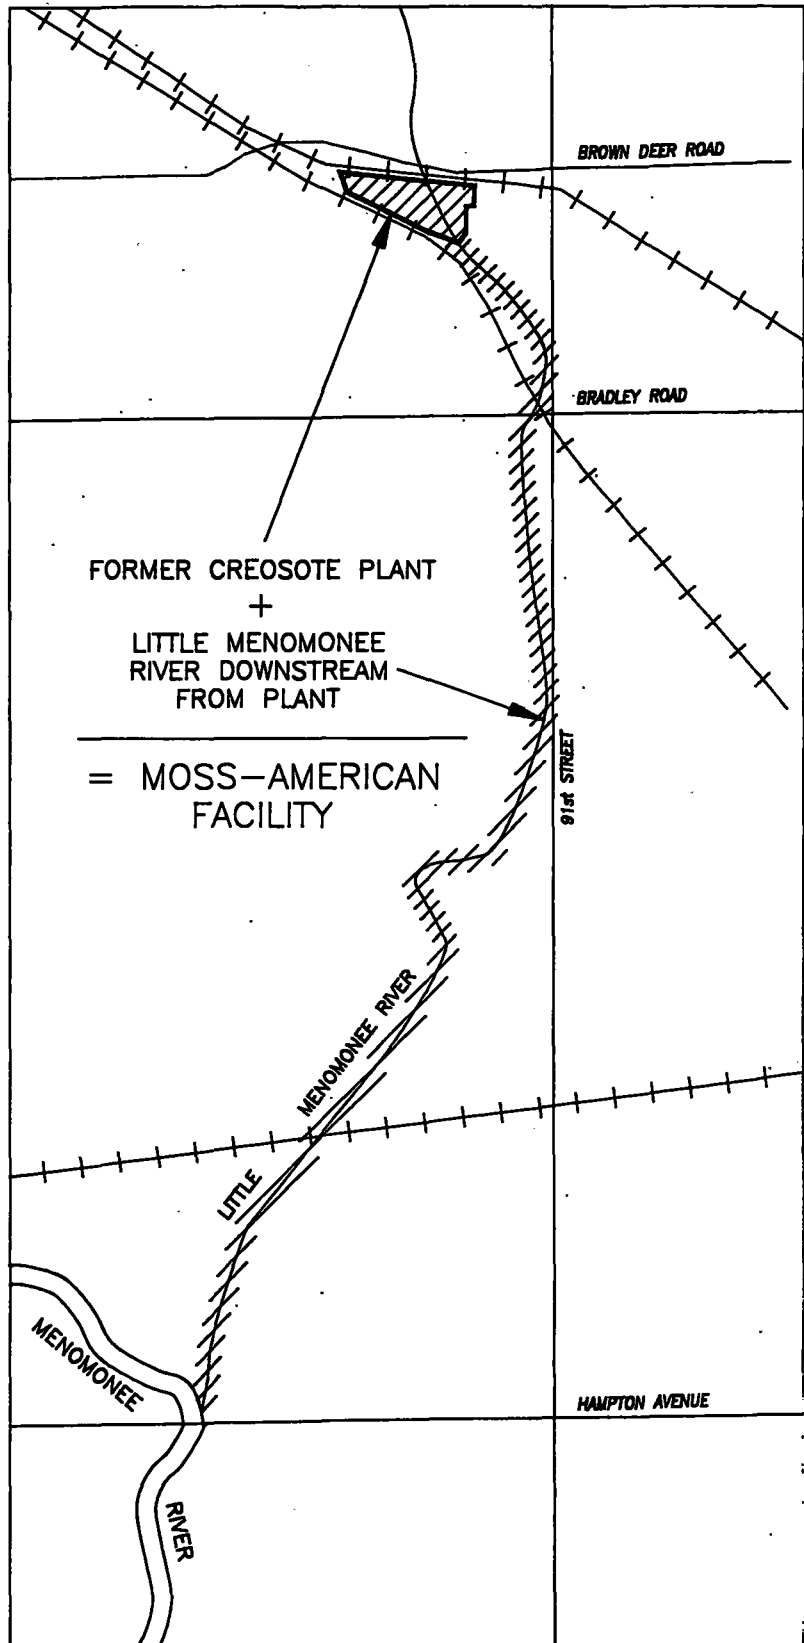 BROWN DEER ROAD
BRADLEY ROAD
FORMER CREOSOTE PLANT
+
LITTLE MENOMONEE
RIVER DOWNSTREAM
FROM PLANT
= MOSS-AMERICAN
FACILITY
91st STREET
LITTLE MENOMONEE RIVER
MENOMONEE RIVER
HAMPTON AVENUE